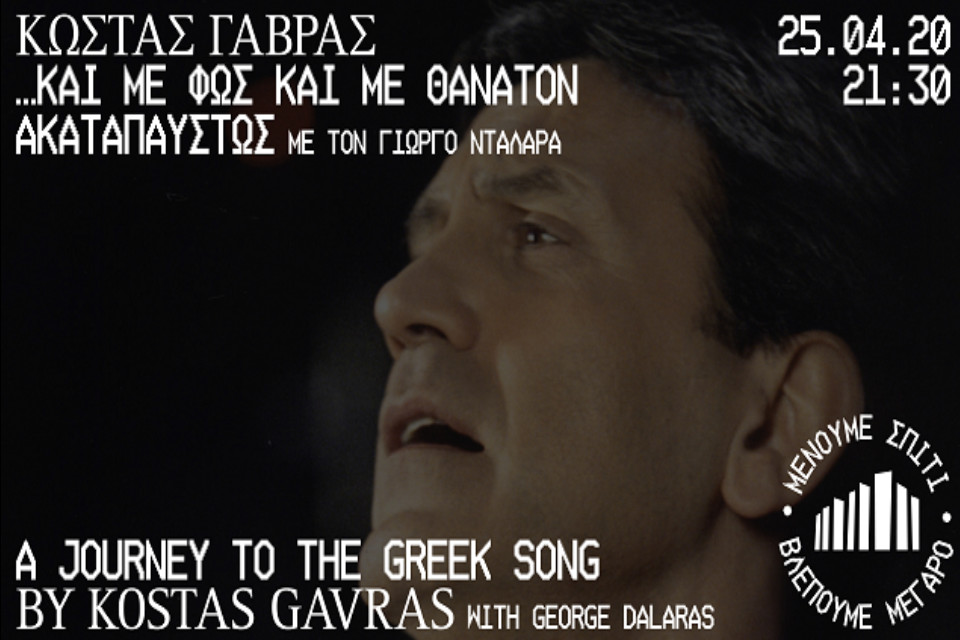 ΚΩΣΤΑΣ ΓΑΒΡΑΣ
25.04.20
...ΚΑΙ ΜΕ ΦΩΣ ΚΑΙ ΜΕ ΘΑΝΑΤΟΝ
21:30
ΑΚΑΤΑΠΑΥΣΤΩΣ ΜΕ ΤΟΝ ΓΙΩΡΓΟ ΝΤΑΛΑΡΑ
• ΜΕΝΟΥΜΕ ΣΠΙΤΙ •
ΒΛΕΠΟΥΜΕ ΜΕΓΑΡΟ
A JOURNEY TO THE GREEK SONG
BY KOSTAS GAVRAS WITH GEORGE DALARAS